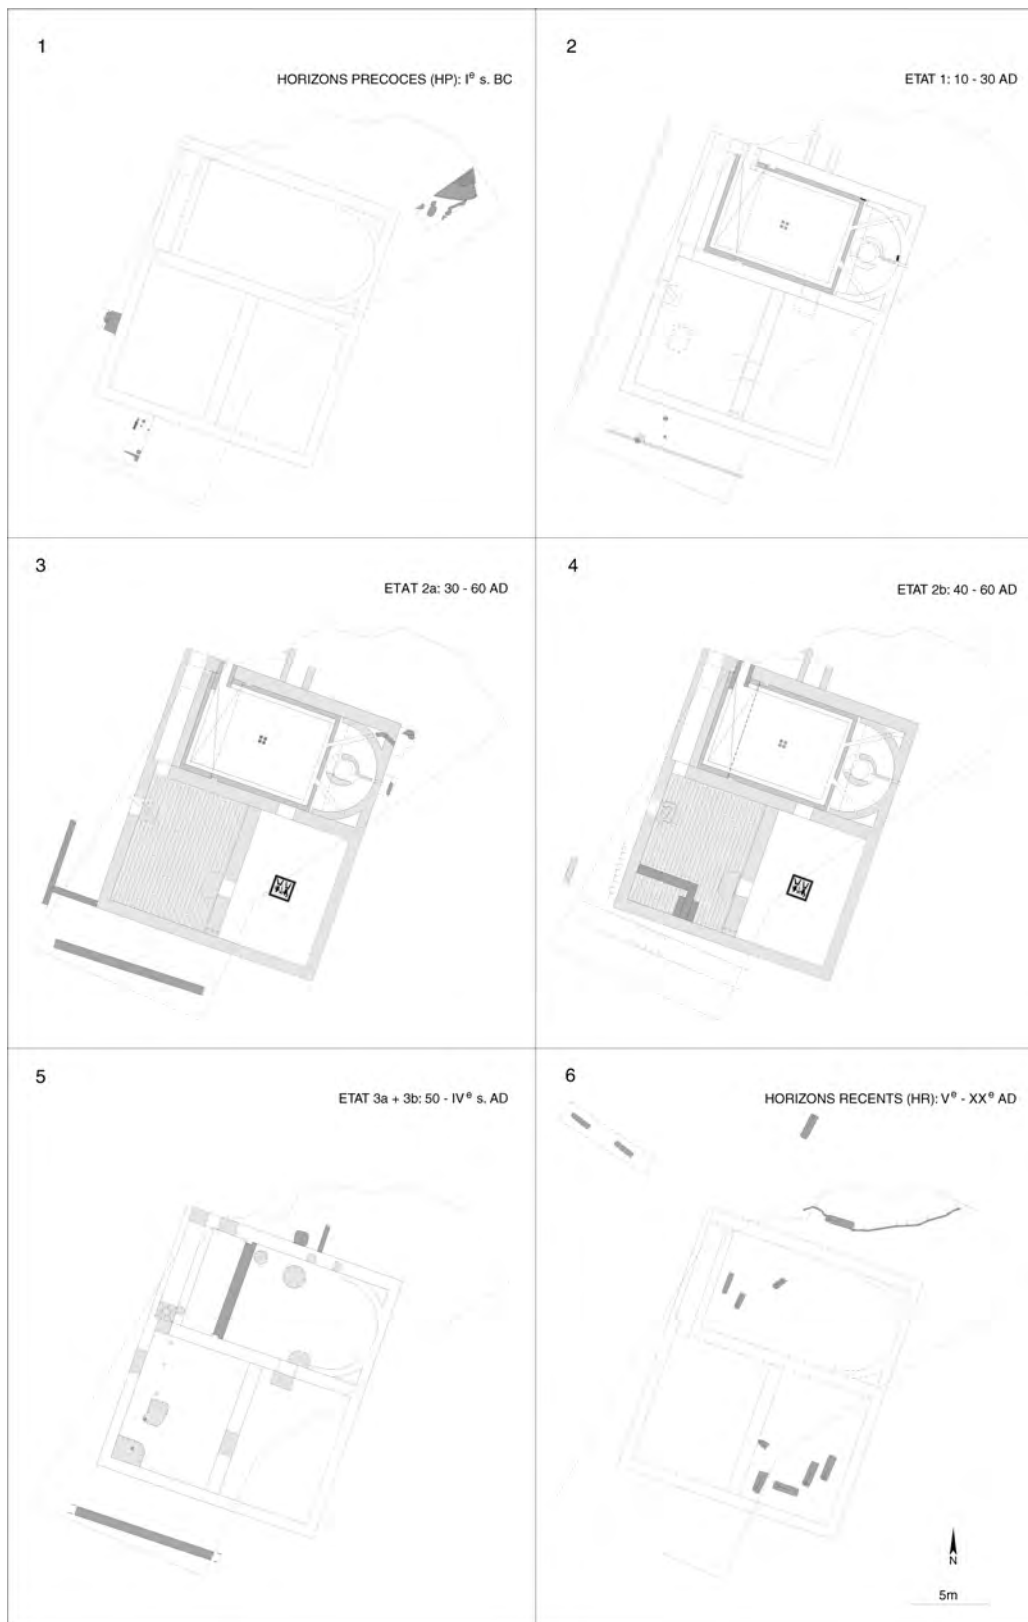 1
HORIZONS PRECOCES (HP): Iᵉ s. BC
2
ETAT 1: 10 - 30 AD
3
ETAT 2a: 30 - 60 AD
4
ETAT 2b: 40 - 60 AD
5
ETAT 3a + 3b: 50 - IVᵉ s. AD
6
HORIZONS RECENTS (HR): Vᵉ - XXᵉ AD
N
5m